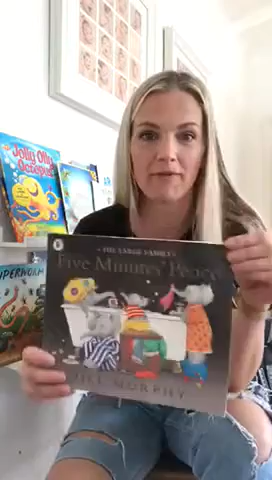 Jolly Olly
Octopus!
SUPERWORM
THE LARGE FAMILY
Five Minutes' Peace
JILL MURPHY